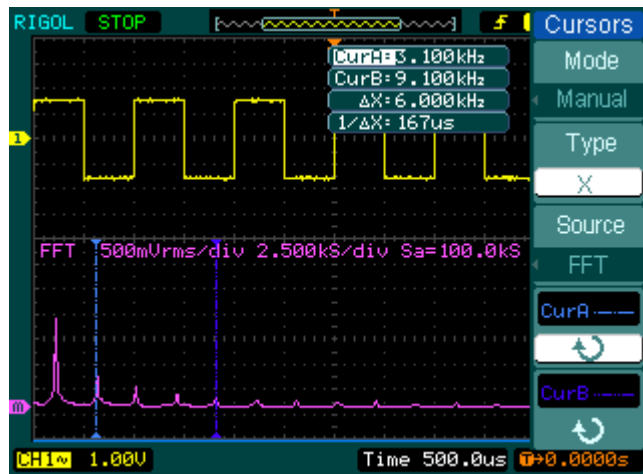 RIGOL STOP
Cursors
CurA: 3.100kHz
CurB: 9.100kHz
ΔX: 6.000kHz
1/ΔX: 167us
Mode
Manual
Type
X
Source
FFT
CurA
CurB
1
T
FFT 500mVrms/div 2.500kS/div Sa=100.0kS
m
CH1~ 1.00V Time 500.0us T→0.0000s